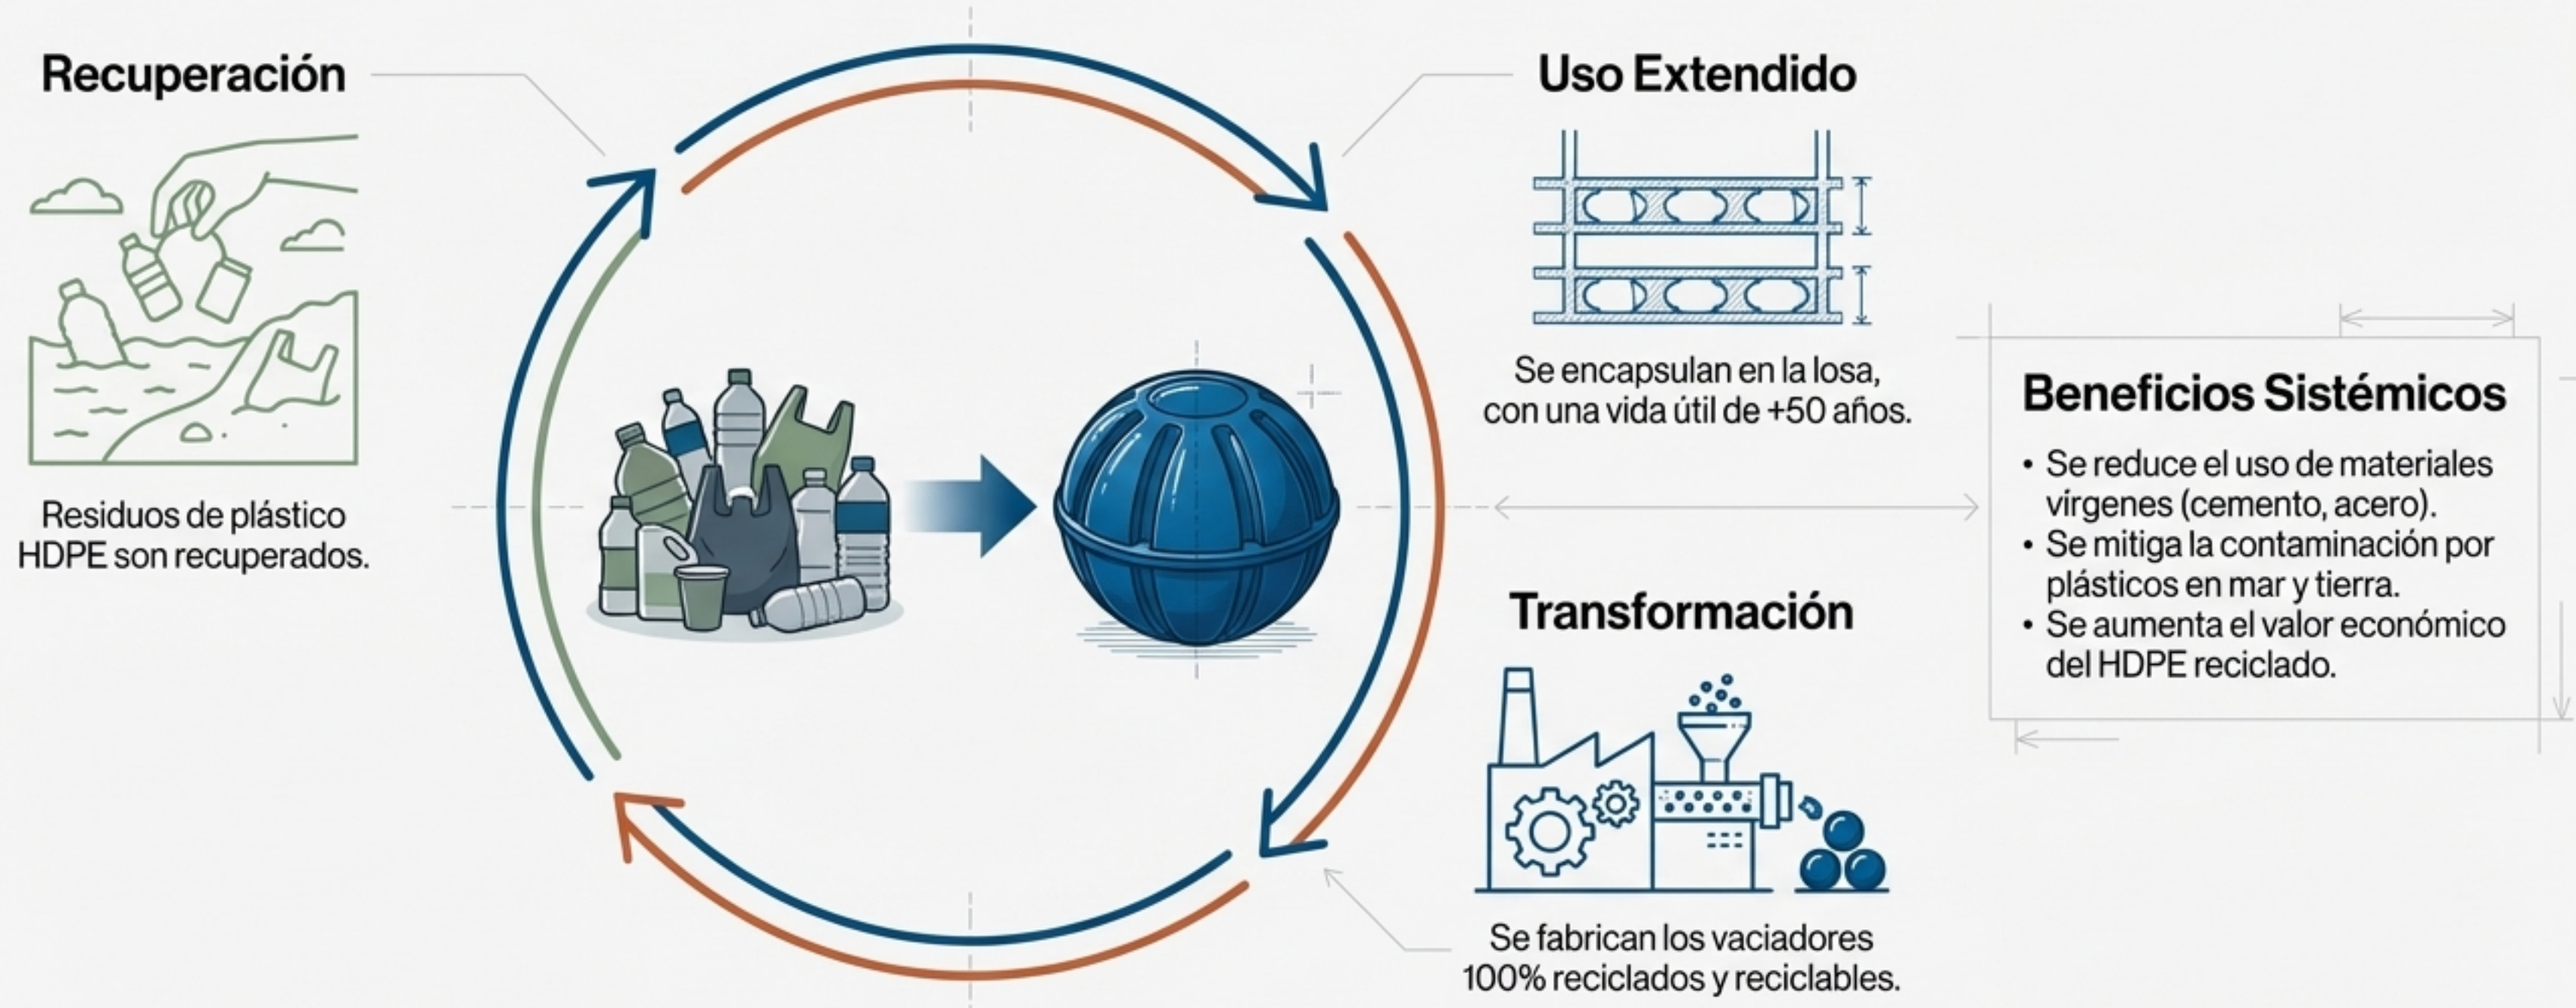 Recuperación
Residuos de plástico
HDPE son recuperados.
Uso Extendido
Se encapsulan en la losa,
con una vida útil de +50 años.
Transformación
Se fabrican los vaciadores
100% reciclados y reciclables.
Beneficios Sistémicos
• Se reduce el uso de materiales
vírgenes (cemento, acero).
• Se mitiga la contaminación por
plásticos en mar y tierra.
• Se aumenta el valor económico
del HDPE reciclado.